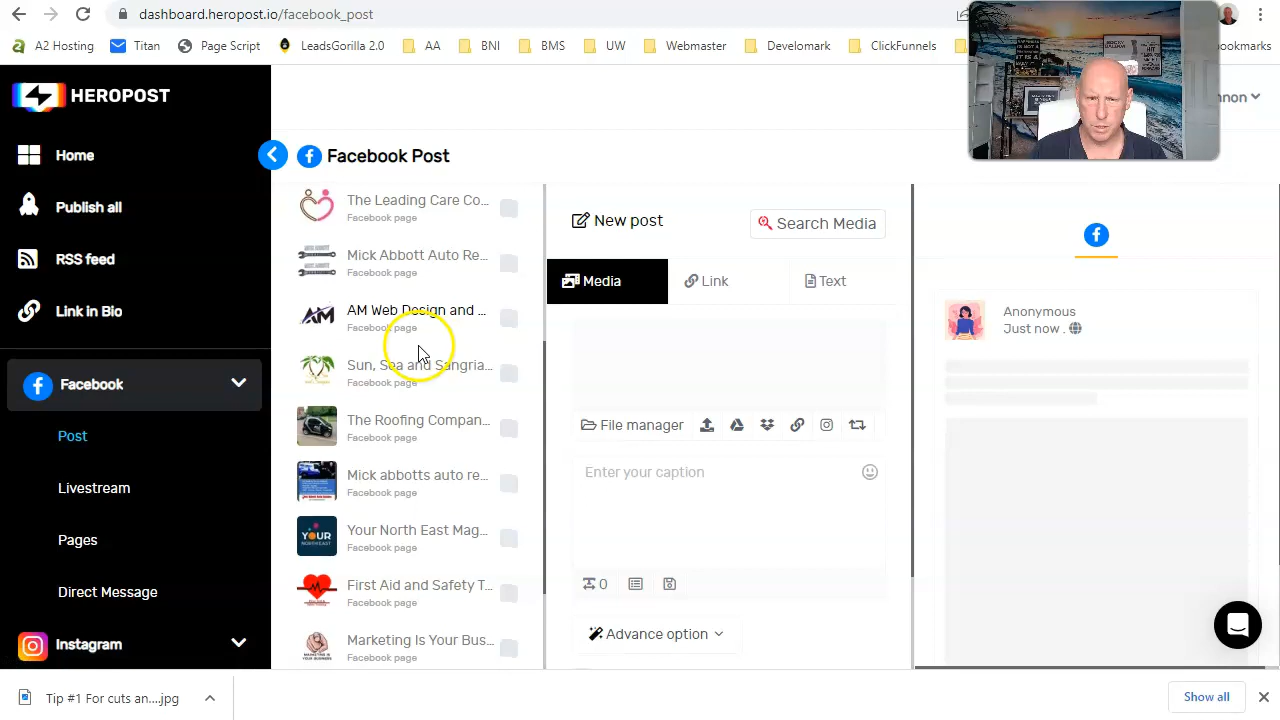 dashboard.heropost.io/facebook_post
A2 Hosting
Titan
Page Script
LeaveGorilla 2.0
AA
BNI
BMS
UW
Webmaster
Develomark
ClickFunnels
HEROPOST
Home
Publish all
RSS feed
Link in Bio
Facebook
Post
Livestream
Pages
Direct Message
Instagram
Facebook Post
The Leading Care Co...
Facebook page
Mick Abbott Auto Re...
Facebook page
AM Web Design and ...
Facebook page
Sun, Sea and Sangria...
Facebook page
The Roofing Compan...
Facebook page
Mick abbotts auto re...
Facebook page
Your North East Mag...
Facebook page
First Aid and Safety T...
Facebook page
Marketing Is Your Bus...
Facebook page
AM
YOUR
New post
Search Media
Media
Link
Text
File manager
Enter your caption
0
Advance option
Anonymous
Just now .
Tip #1 For cuts an....jpg
Show all